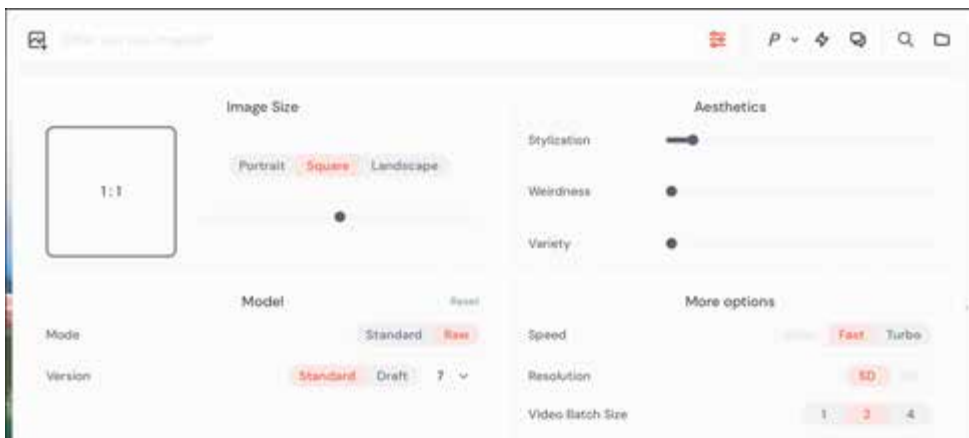 P
Image Size
1:1
Portrait Square Landscape
Aesthetics
Stylization
Weirdness
Variety
Model Reset
Mode Standard Raw
Version Standard Draft 7
More options
Speed Fast Turbo
Resolution SD
Video Batch Size 1 2 4